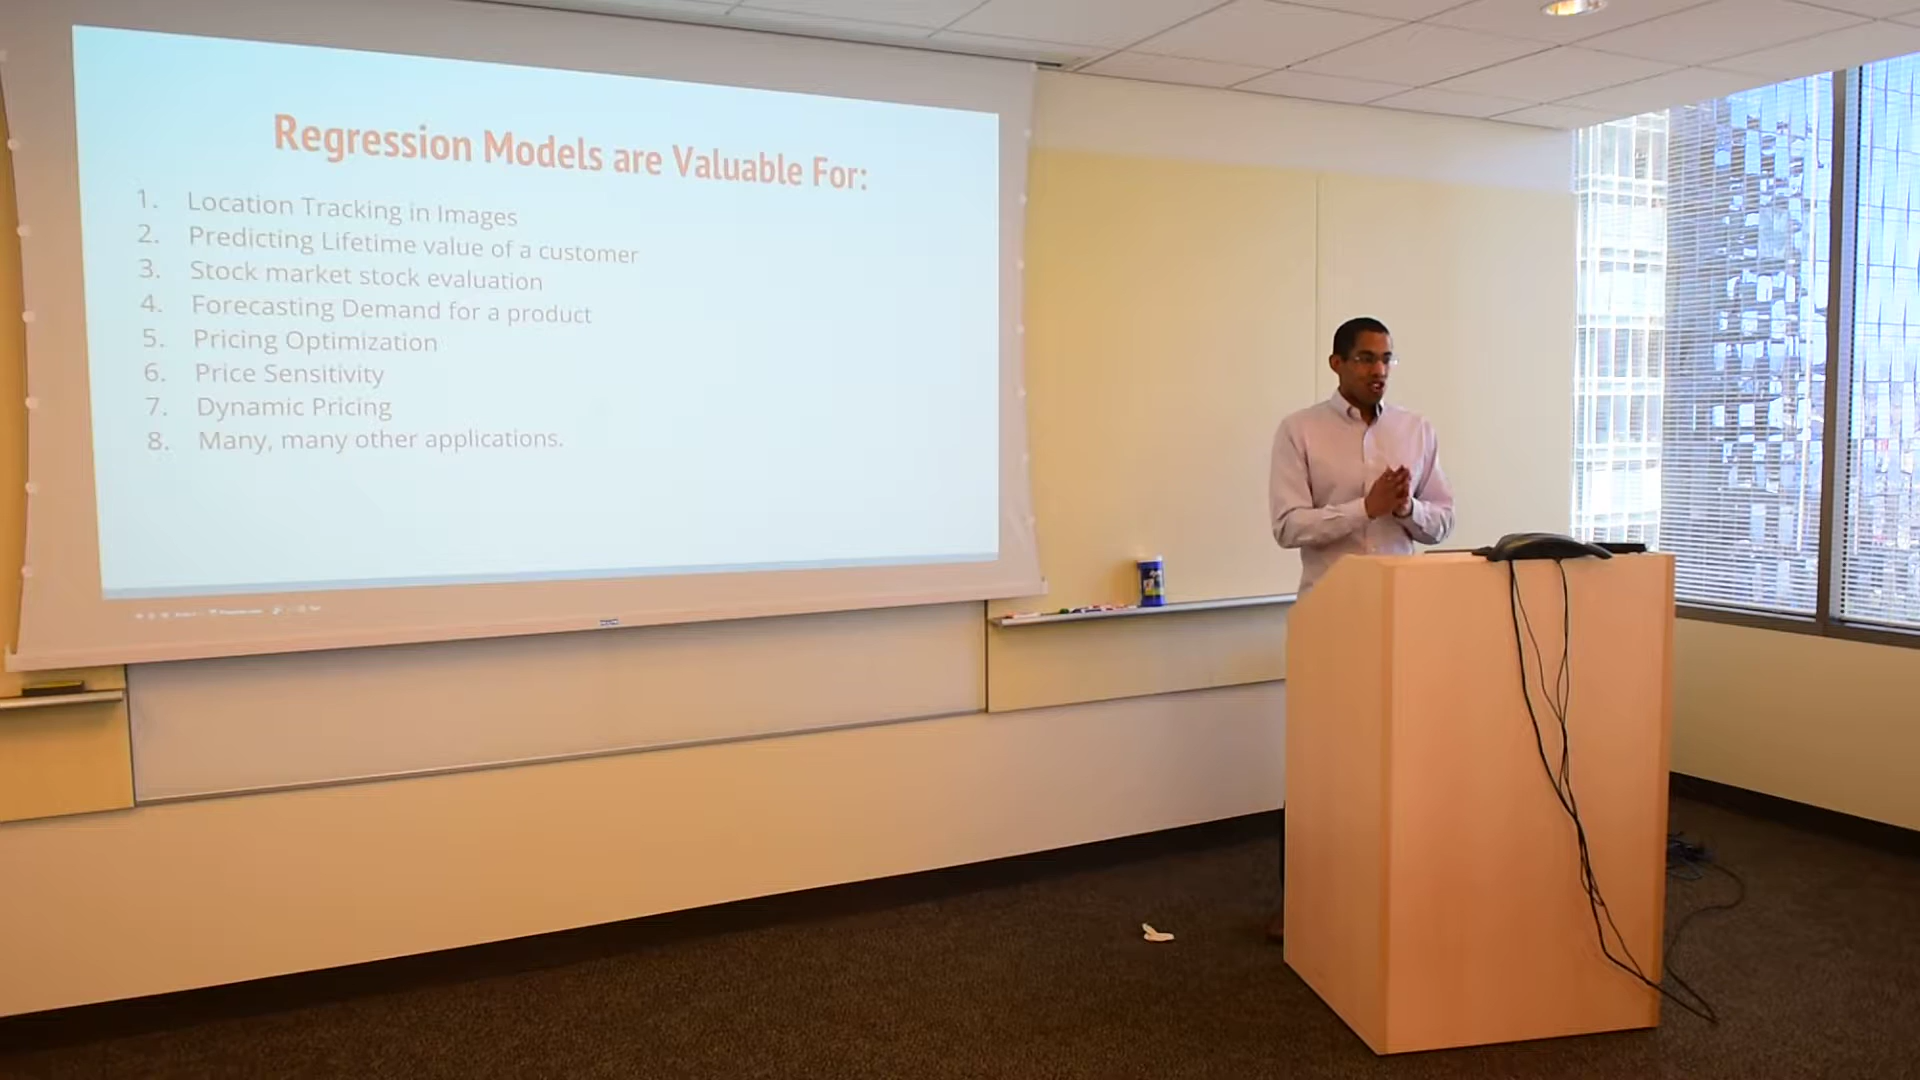 Regression Models are Valuable For:
1. Location Tracking in Images
2. Predicting Lifetime value of a customer
3. Stock market stock evaluation
4. Forecasting Demand for a product
5. Pricing Optimization
6. Price Sensitivity
7. Dynamic Pricing
8. Many, many other applications.